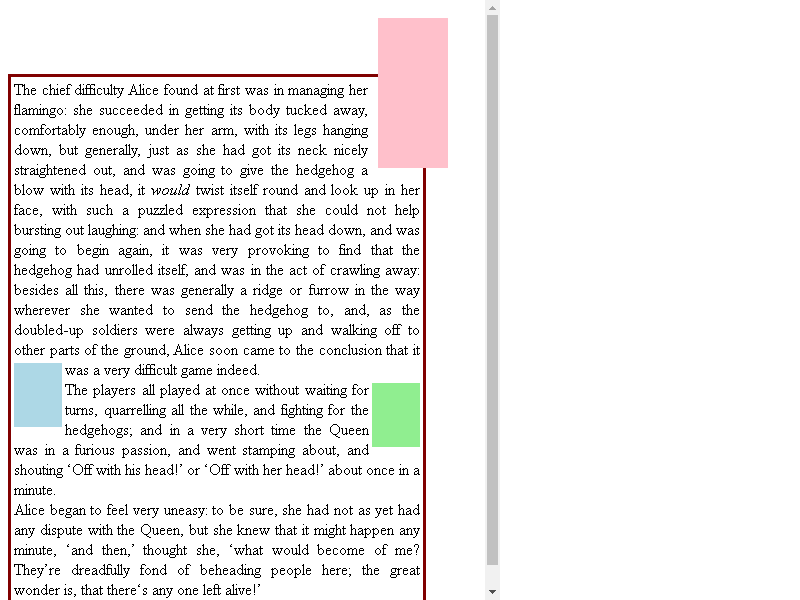 The chief difficulty Alice found at first was in managing her
flamingo: she succeeded in getting its body tucked away,
comfortably enough, under her arm, with its legs hanging
down, but generally, just as she had got its neck nicely
straightened out, and was going to give the hedgehog a
blow with its head, it would twist itself round and look up in her
face, with such a puzzled expression that she could not help
bursting out laughing: and when she had got its head down, and was
going to begin again, it was very provoking to find that the
hedgehog had unrolled itself, and was in the act of crawling away:
besides all this, there was generally a ridge or furrow in the way
wherever she wanted to send the hedgehog to, and, as the
doubled-up soldiers were always getting up and walking off to
other parts of the ground, Alice soon came to the conclusion that it
was a very difficult game indeed.
The players all played at once without waiting for
turns, quarrelling all the while, and fighting for the
hedgehogs; and in a very short time the Queen
was in a furious passion, and went stamping about, and
shouting ‘Off with his head!’ or ‘Off with her head!’ about once in a
minute.
Alice began to feel very uneasy: to be sure, she had not as yet had
any dispute with the Queen, but she knew that it might happen any
minute, ‘and then,’ thought she, ‘what would become of me?
They’re dreadfully fond of beheading people here; the great
wonder is, that there‘s any one left alive!’